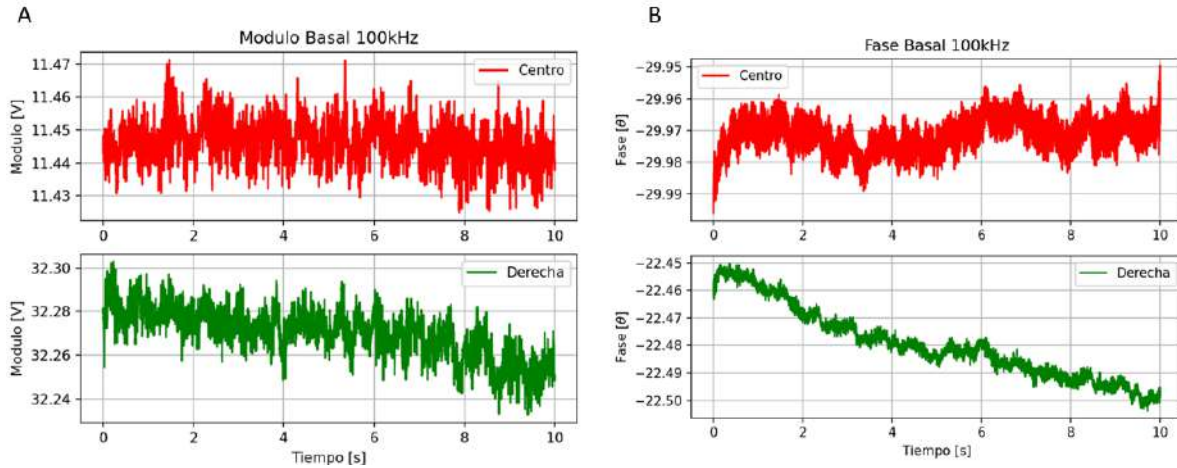 A
Modulo Basal 100kHz
11.47
11.46
11.45
11.44
11.43
Modulo [V]
Centro
0 2 4 6 8 10
32.30
32.28
32.26
32.24
Modulo [V]
Derecha
0 2 4 6 8 10
Tiempo [s]
B
Fase Basal 100kHz
−29.95
−29.96
−29.97
−29.98
−29.99
Fase [θ]
Centro
0 2 4 6 8 10
−22.45
−22.46
−22.47
−22.48
−22.49
−22.50
Fase [θ]
Derecha
0 2 4 6 8 10
Tiempo [s]